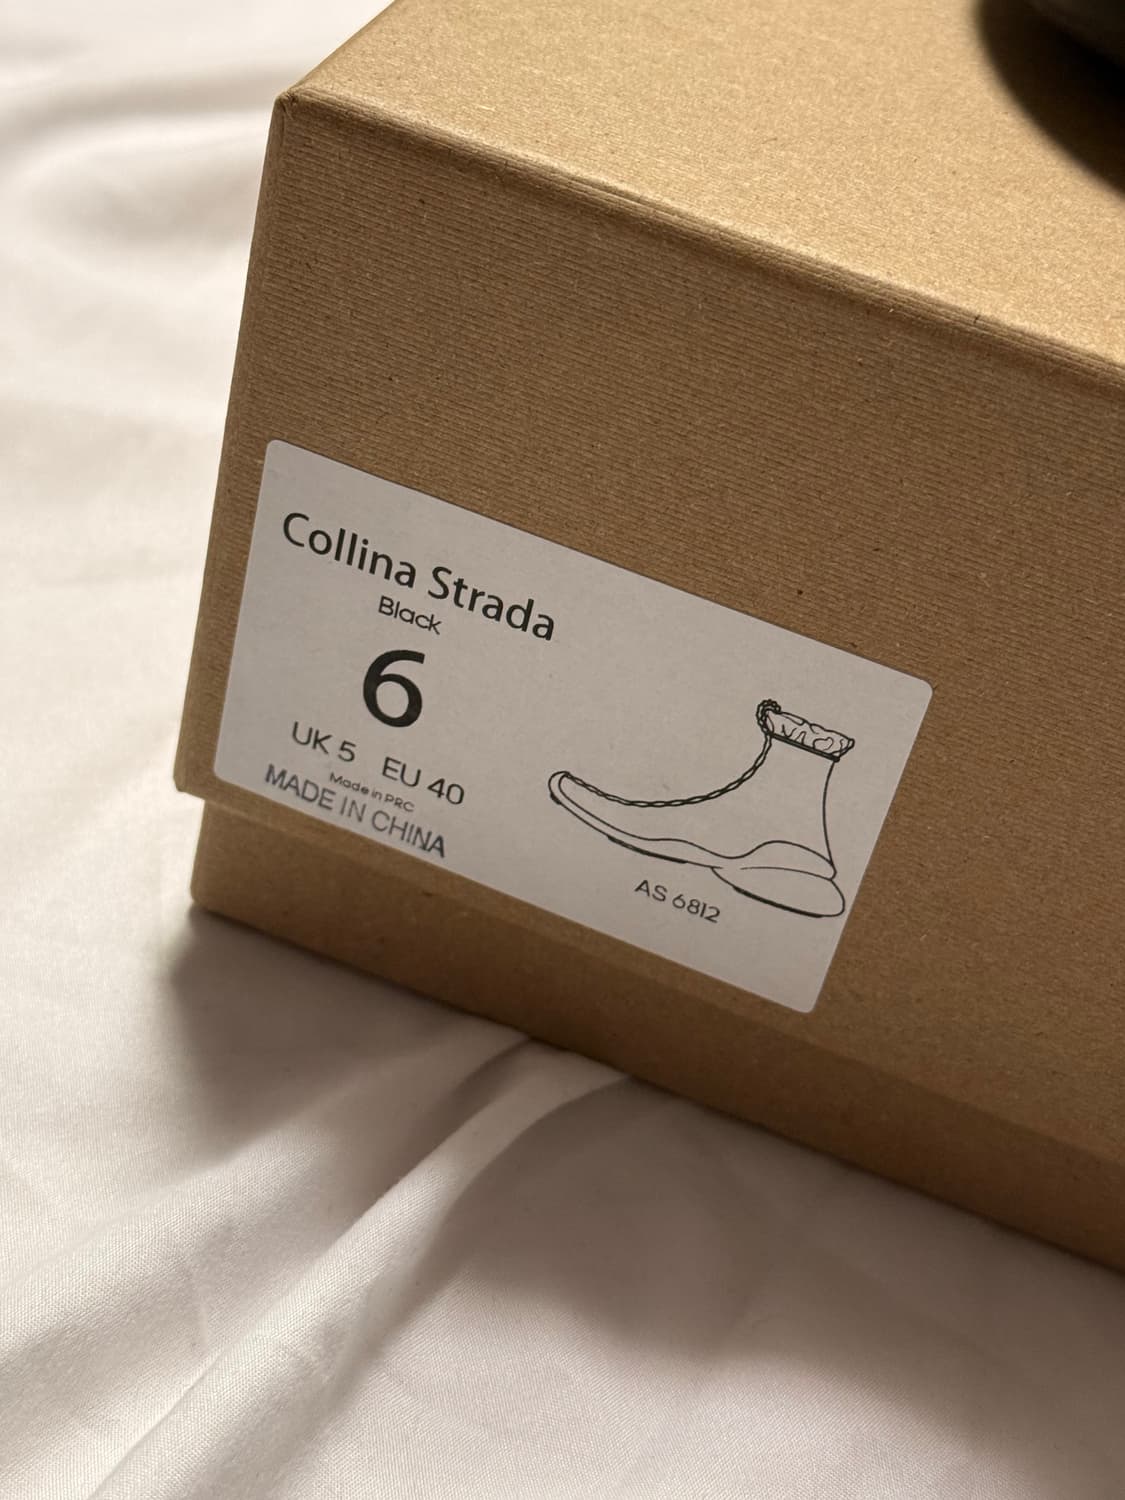 Collina Strada
Black
6
UK 5 EU 40
Made in PRC
MADE IN CHINA
AS 6812